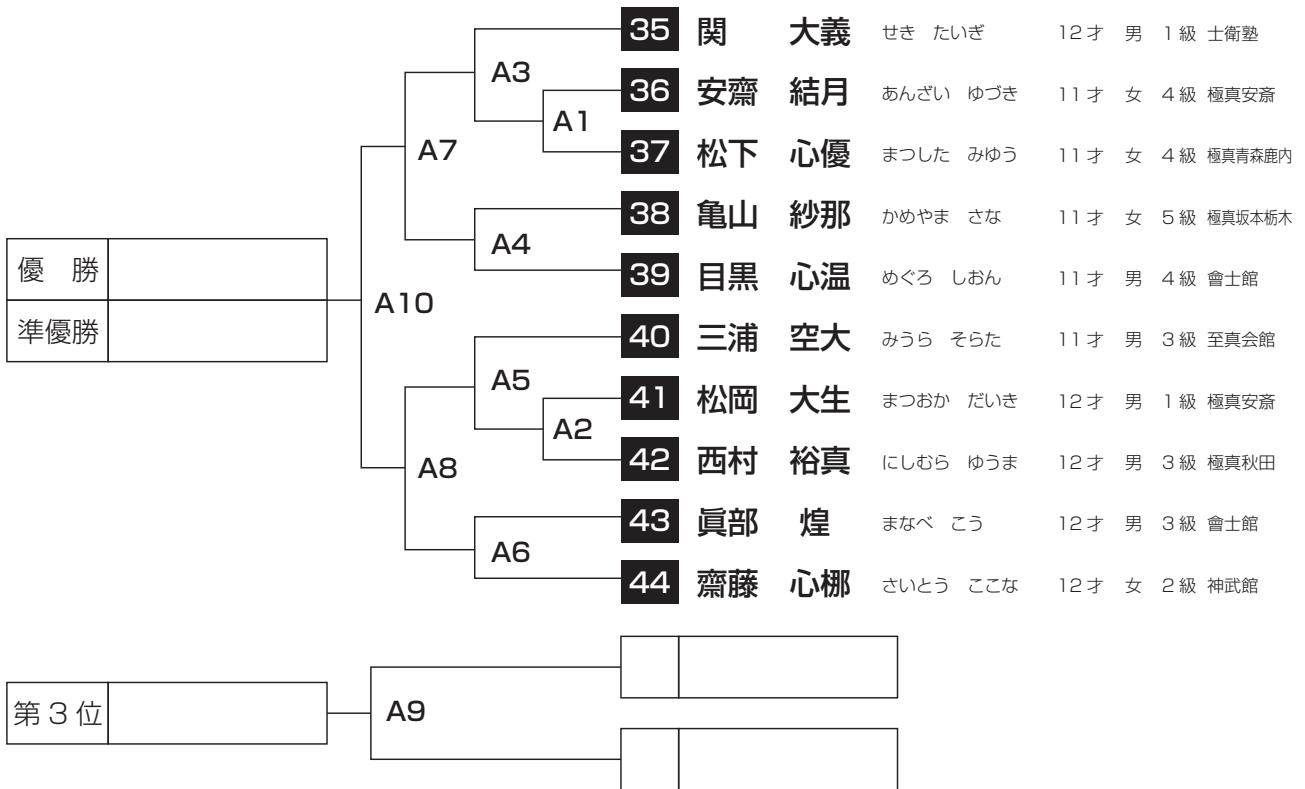 35 関 大義 せき たいぎ 12才 男 1級 士衛塾
A3
36 安齋 結月 あんざい ゆづき 11才 女 4級 極真安斎
A1
A7
37 松下 心優 まつした みゆう 11才 女 4級 極真青森鹿内
38 亀山 紗那 かめやま さな 11才 女 5級 極真坂本栃木
A4
優 勝
39 目黒 心温 めぐろ しおん 11才 男 4級 會士館
A10
準優勝
40 三浦 空大 みうら そらた 11才 男 3級 至真会館
A5
41 松岡 大生 まつおか だいき 12才 男 1級 極真安斎
A2
A8
42 西村 裕真 にしむら ゆうま 12才 男 3級 極真秋田
43 眞部 煌 まなべ こう 12才 男 3級 會士館
A6
44 齋藤 心梛 さいとう ここな 12才 女 2級 神武館
第3位
A9